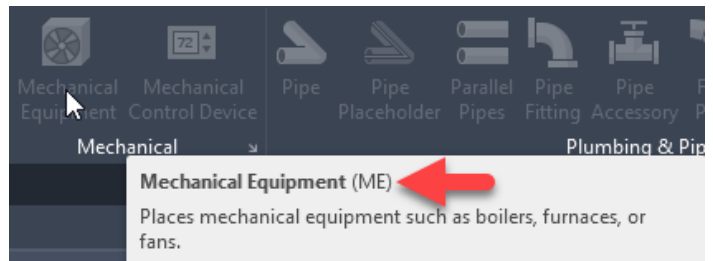 72
Mechanical Mechanical Pipe Pipe Parallel Pipe Pipe F
Equipment Control Device Placeholder Pipes Fitting Accessory P
Mechanical Plumbing & Pip
Mechanical Equipment (ME)
Places mechanical equipment such as boilers, furnaces, or
fans.